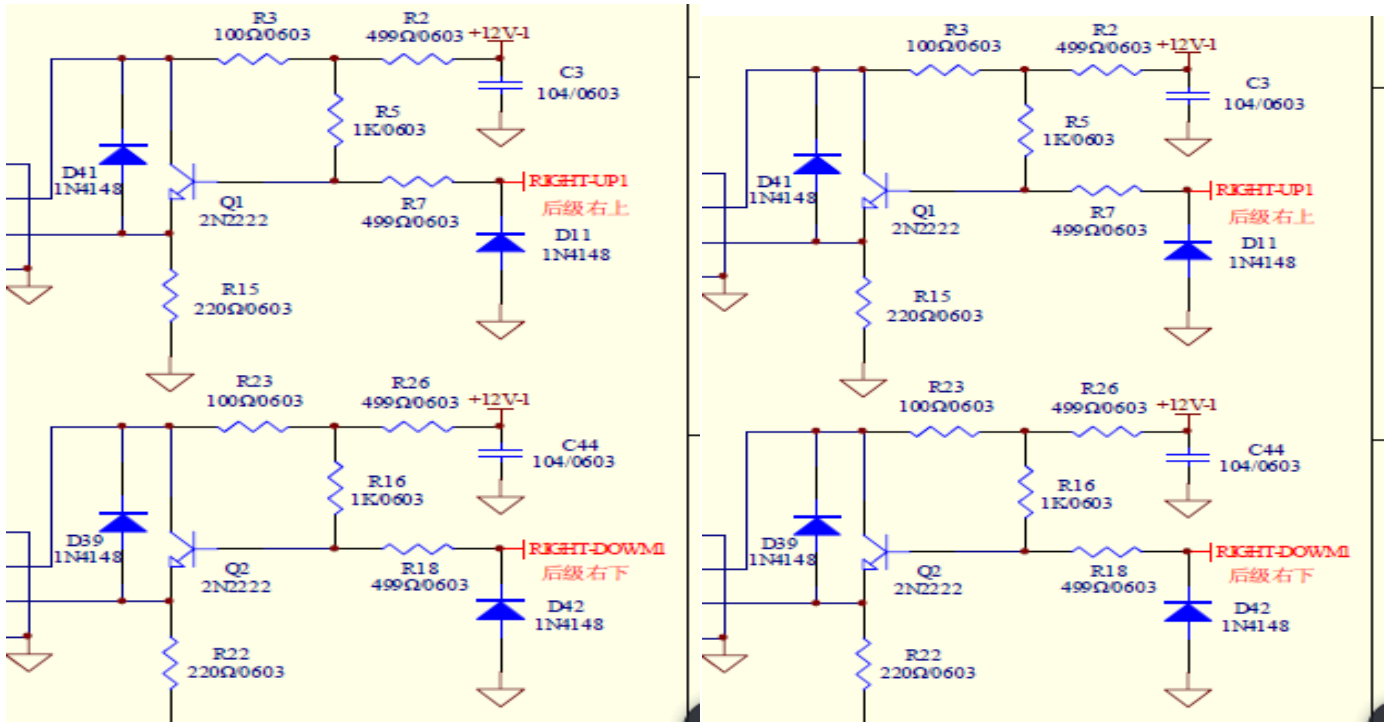 R3
100Ω/0603
R2
499Ω/0603
+12V-1
C3
104/0603
R5
1K/0603
D41
1N4148
Q1
2N2222
R7
499Ω/0603
RIGHT-UP1
后级右上
D11
1N4148
R15
220Ω/0603
R23
100Ω/0603
R26
499Ω/0603
+12V-1
C44
104/0603
R16
1K/0603
D39
1N4148
Q2
2N2222
R18
499Ω/0603
RIGHT-DOWM1
后级右下
D42
1N4148
R22
220Ω/0603
R3
100Ω/0603
R2
499Ω/0603
+12V-1
C3
104/0603
R5
1K/0603
D41
1N4148
Q1
2N2222
R7
499Ω/0603
RIGHT-UP1
后级右上
D11
1N4148
R15
220Ω/0603
R23
100Ω/0603
R26
499Ω/0603
+12V-1
C44
104/0603
R16
1K/0603
D39
1N4148
Q2
2N2222
R18
499Ω/0603
RIGHT-DOWM1
后级右下
D42
1N4148
R22
220Ω/0603